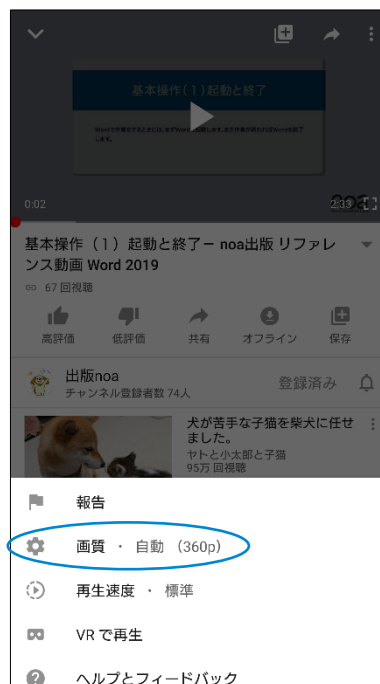 基本操作(1)起動と終了
0:02
2:33
基本操作（１）起動と終了－ noa出版 リファレ
ンス動画 Word 2019
67 回視聴
高評価 低評価 共有 オフライン 保存
出版noa
チャンネル登録者数 74人
登録済み
犬が苦手な子猫を柴犬に任せ
ました。
ヤトと小太郎と子猫
95万 回視聴
報告
画質 ・ 自動 （360p）
再生速度 ・ 標準
VR で再生
ヘルプとフィードバック